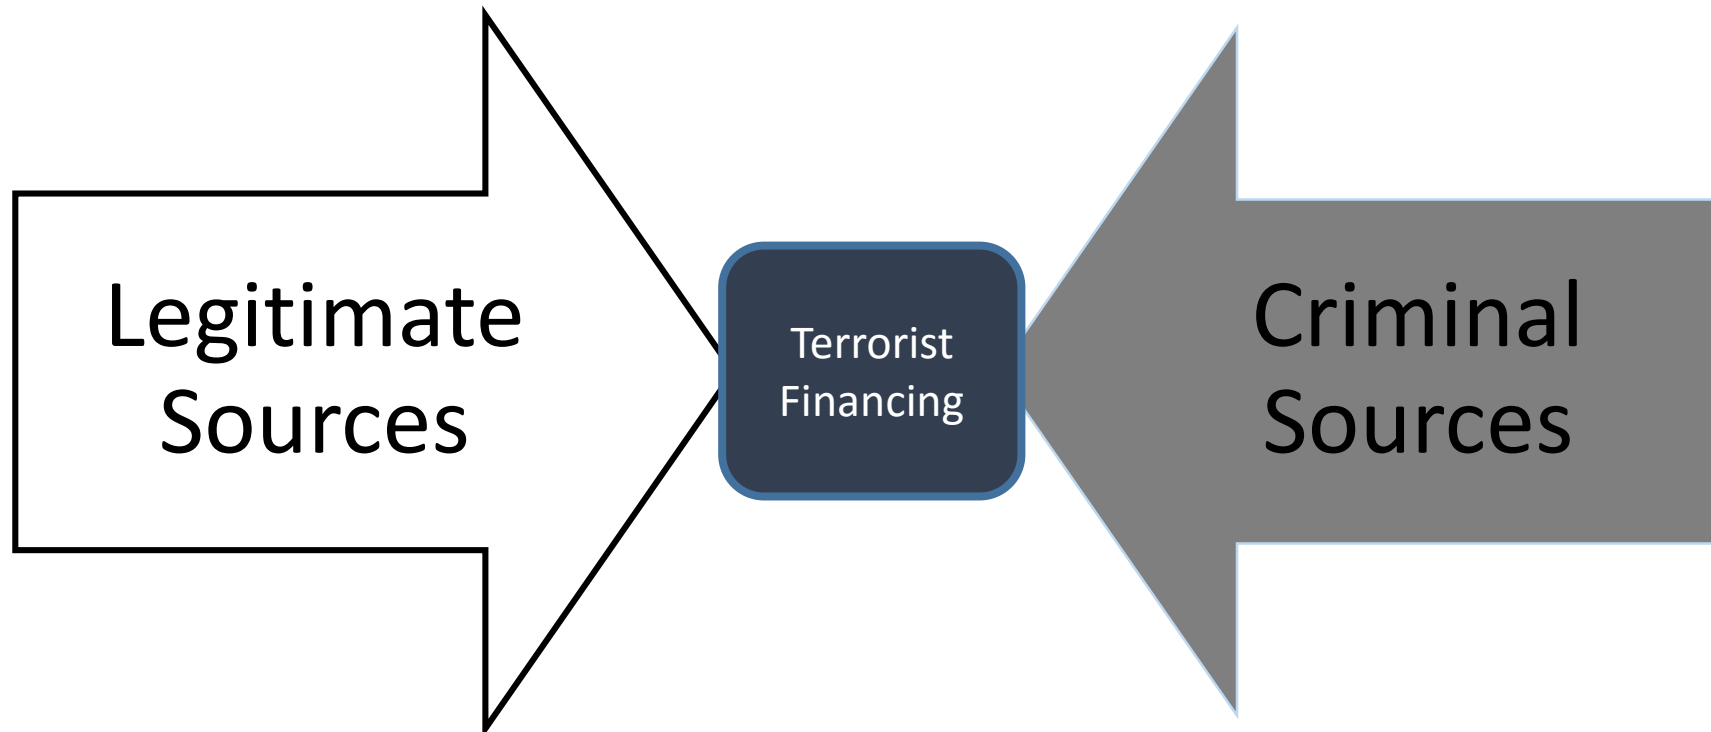 Legitimate
Sources
Terrorist
Financing
Criminal
Sources